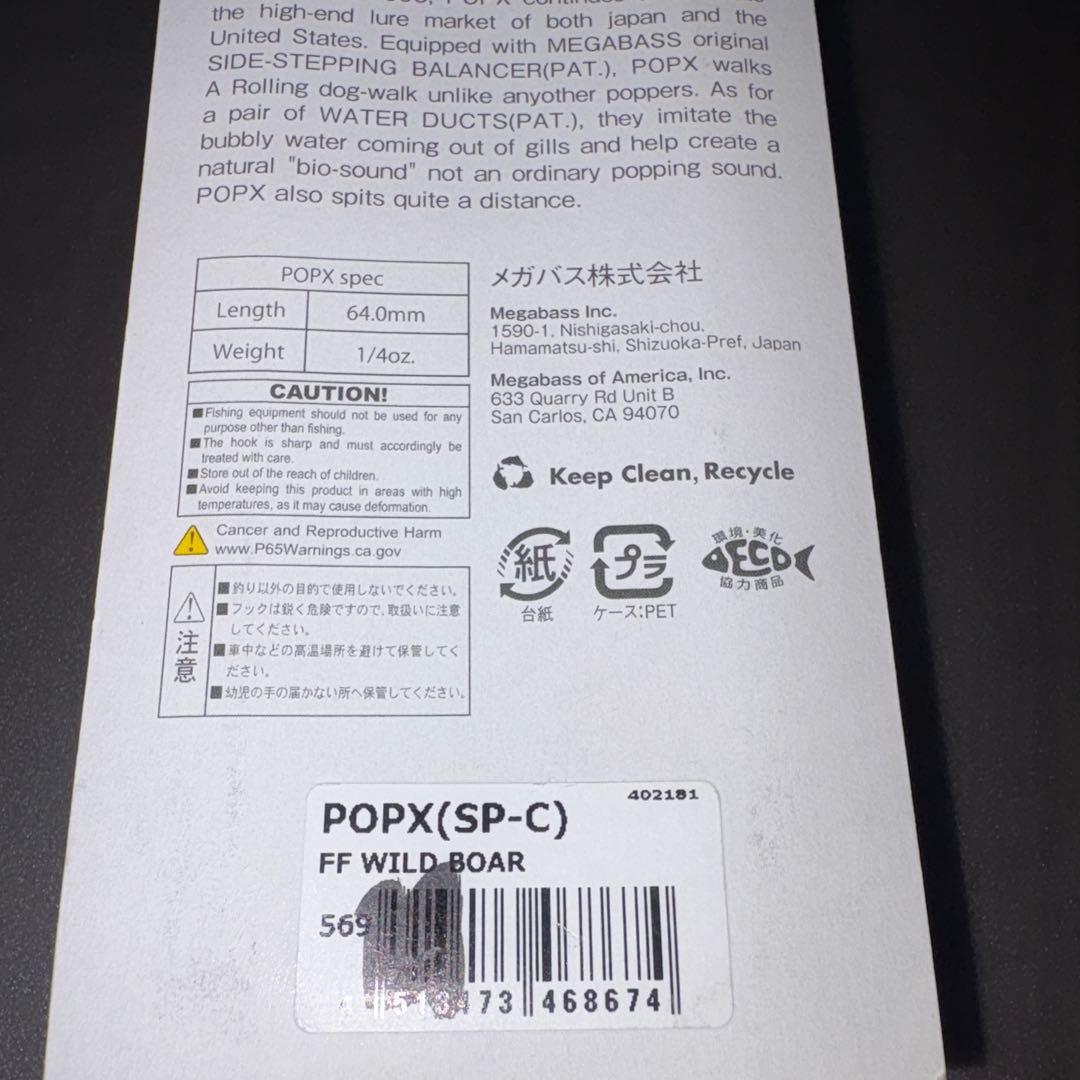 the high-end lure market of both japan and the
United States. Equipped with MEGABASS original
SIDE-STEPPING BALANCER(PAT.), POPX walks
A Rolling dog-walk unlike anyother poppers. As for
a pair of WATER DUCTS(PAT.), they imitate the
bubbly water coming out of gills and help create a
natural "bio-sound" not an ordinary popping sound.
POPX also spits quite a distance.
POPX spec
Length 64.0mm
Weight 1/4oz.
CAUTION!
■Fishing equipment should not be used for any
purpose other than fishing.
■The hook is sharp and must accordingly be
treated with care.
■Store out of the reach of children.
■Avoid keeping this product in areas with high
temperatures, as it may cause deformation.
Cancer and Reproductive Harm
www.P65Warnings.ca.gov
注意
■釣り以外の目的で使用しないでください。
■フックは鋭く危険ですので、取扱いに注意
してください。
■車中などの高温場所を避けて保管してく
ださい。
■幼児の手の届かない所へ保管してください。
メガバス株式会社
Megabass Inc.
1590-1, Nishigasaki-chou,
Hamamatsu-shi, Shizuoka-Pref, Japan
Megabass of America, Inc.
633 Quarry Rd Unit B
San Carlos, CA 94070
Keep Clean, Recycle
紙
台紙
プラ
ケース:PET
環境・美化
ECO
協力商品
402181
POPX(SP-C)
FF WILD BOAR
569
4 513473 468674